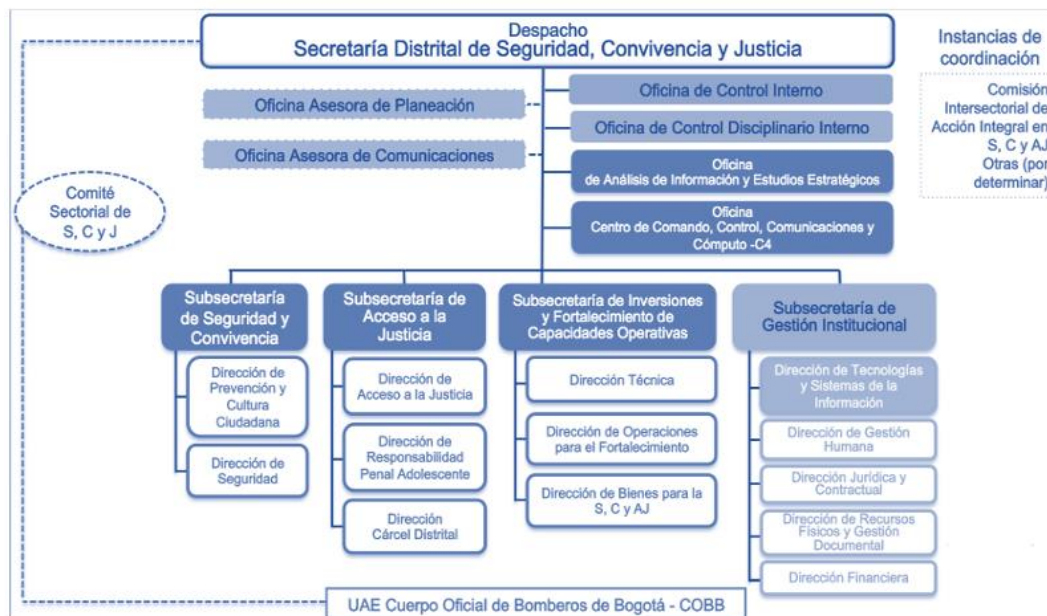 Despacho
Secretaría Distrital de Seguridad, Convivencia y Justicia
Instancias de
coordinación
Comisión
Intersectorial de
Acción Integral en
S, C y AJ
Otras (por
determinar)
Oficina Asesora de Planeación
Oficina Asesora de Comunicaciones
Oficina de Control Interno
Oficina de Control Disciplinario Interno
Oficina
de Análisis de Información y Estudios Estratégicos
Oficina
Centro de Comando, Control, Comunicaciones y
Cómputo -C4
Comité
Sectorial de
S, C y J
Subsecretaría
de Seguridad y
Convivencia
Dirección de
Prevención y
Cultura
Ciudadana
Dirección de
Seguridad
Subsecretaría de
Acceso a la
Justicia
Dirección de
Acceso a la Justicia
Dirección de
Responsabilidad
Penal Adolescente
Dirección
Cárcel Distrital
Subsecretaría de Inversiones
y Fortalecimiento de
Capacidades Operativas
Dirección Técnica
Dirección de Operaciones
para el Fortalecimiento
Dirección de Bienes para la
S, C y AJ
Subsecretaría de
Gestión Institucional
Dirección de Tecnologías
y Sistemas de la
Información
Dirección de Gestión
Humana
Dirección Jurídica y
Contractual
Dirección de Recursos
Físicos y Gestión
Documental
Dirección Financiera
UAE Cuerpo Oficial de Bomberos de Bogotá - COBB